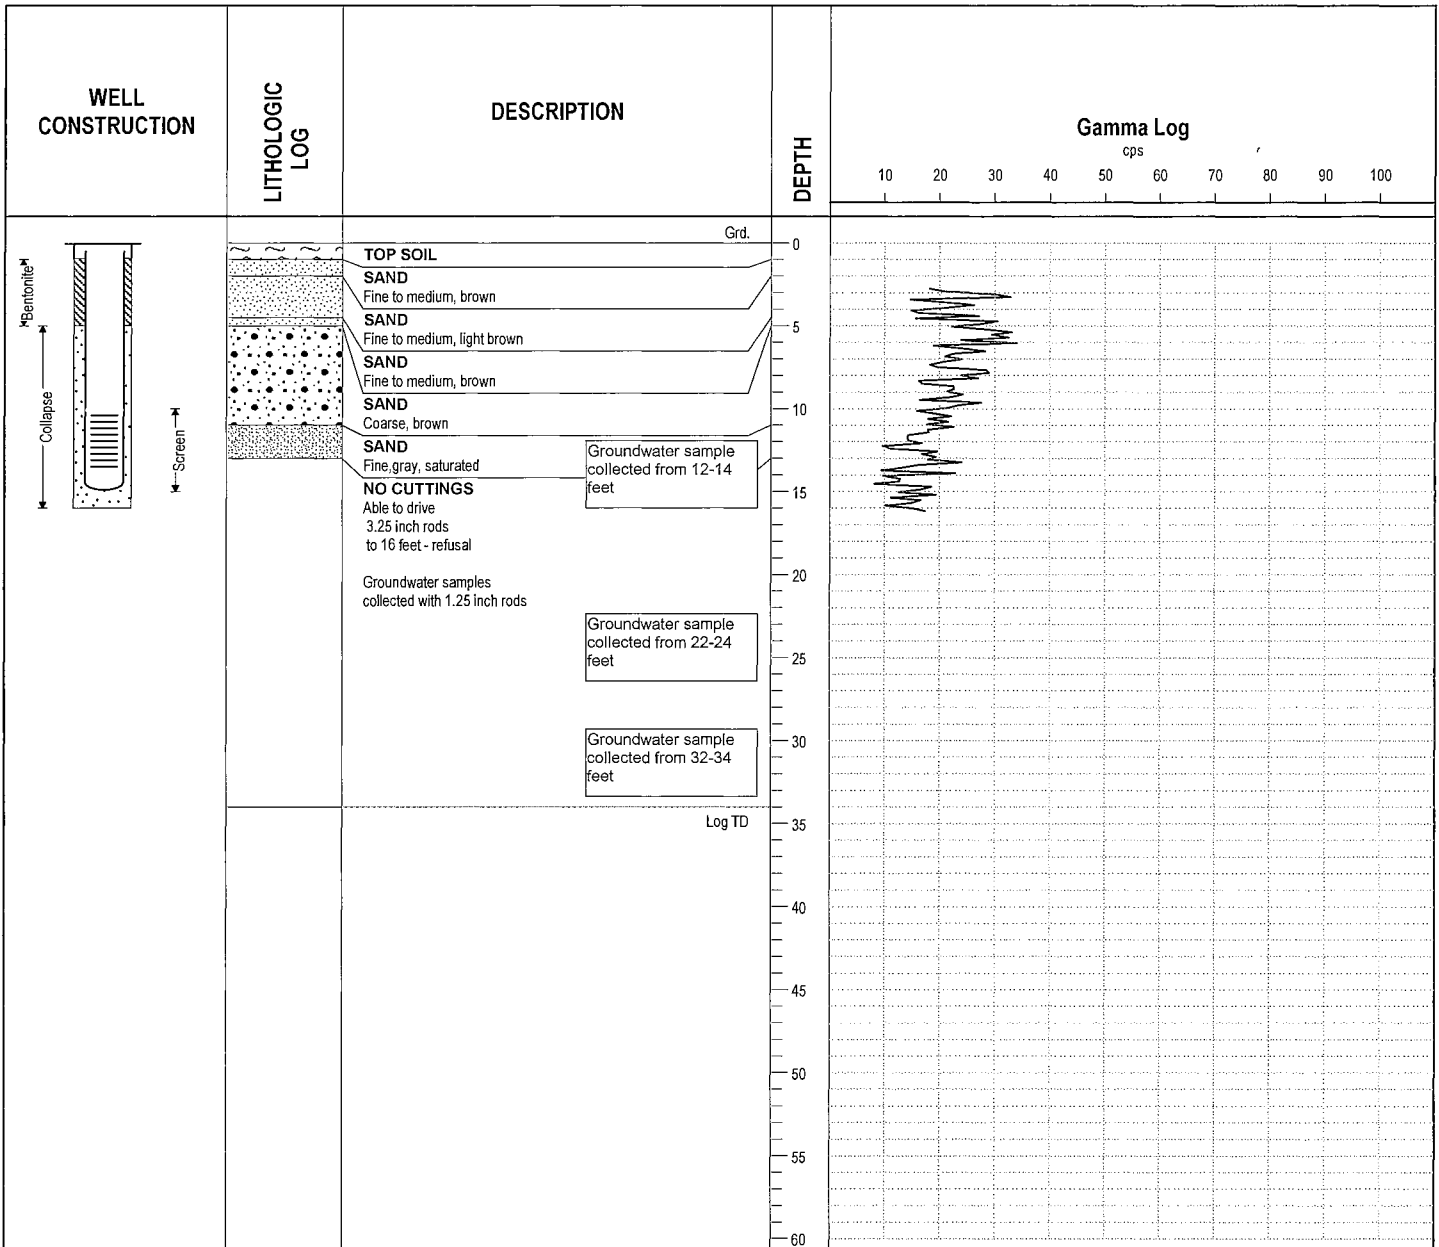 WELL
CONSTRUCTION
LITHOLOGIC
LOG
DESCRIPTION
DEPTH
Gamma Log
cps
10 20 30 40 50 60 70 80 90 100
Grd.
Bentonite
Collapse
Screen
TOP SOIL
SAND
Fine to medium, brown
SAND
Fine to medium, light brown
SAND
Fine to medium, brown
SAND
Coarse, brown
SAND
Fine,gray, saturated
NO CUTTINGS
Able to drive
3.25 inch rods
to 16 feet - refusal
Groundwater samples
collected with 1.25 inch rods
Groundwater sample
collected from 12-14
feet
Groundwater sample
collected from 22-24
feet
Groundwater sample
collected from 32-34
feet
Log TD
0
5
10
15
20
25
30
35
40
45
50
55
60